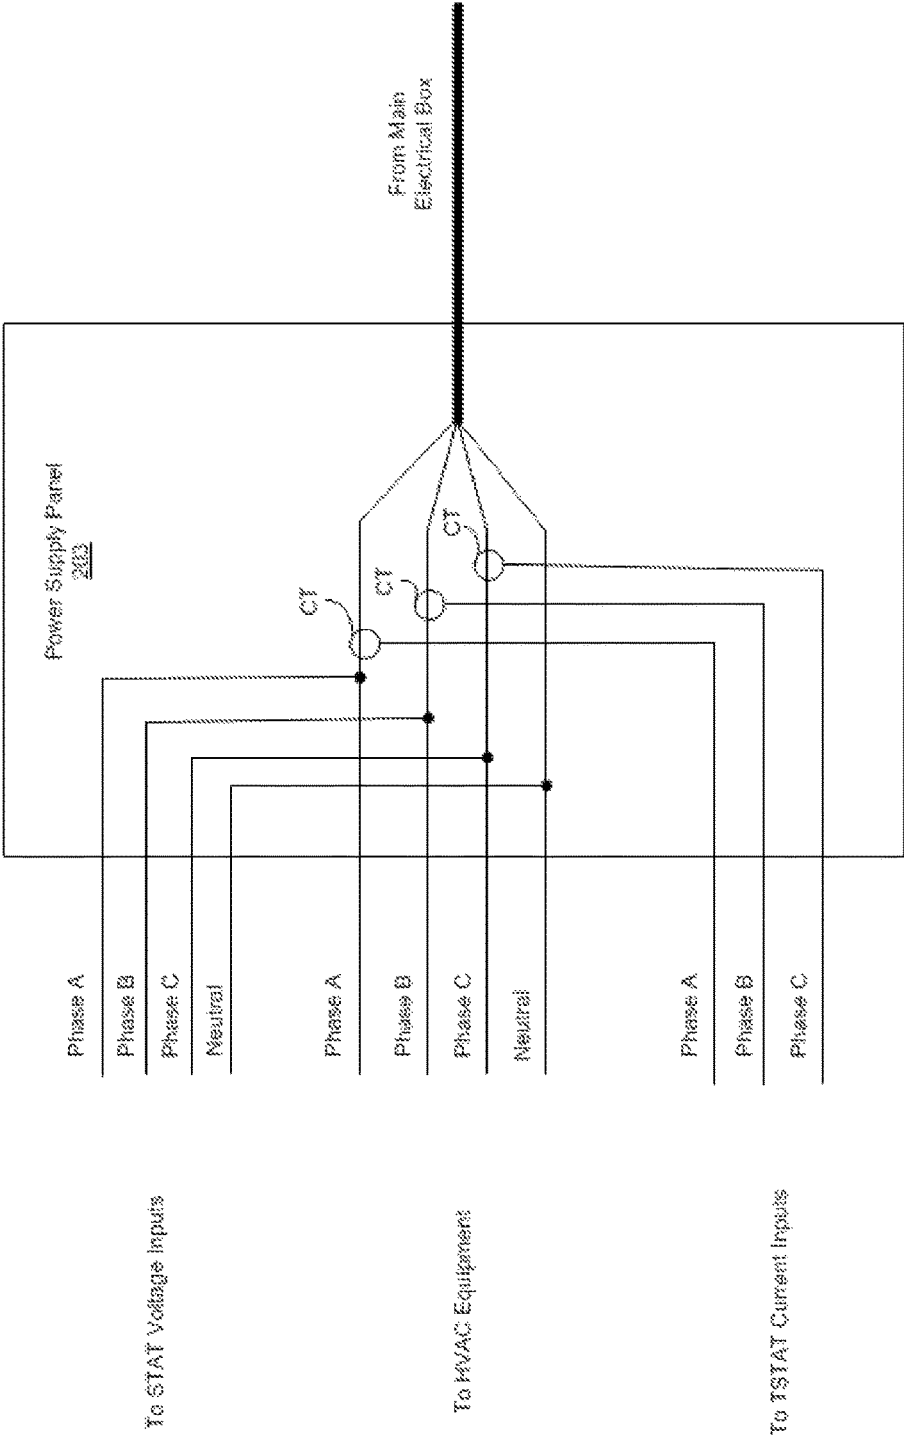 From Main
Electrical Box
Power Supply Panel
203
CT
CT
CT
Phase A
Phase B
Phase C
Neutral
Phase A
Phase B
Phase C
Neutral
Phase A
Phase B
Phase C
To STAT Voltage Inputs
To HVAC Equipment
To TSTAT Current Inputs